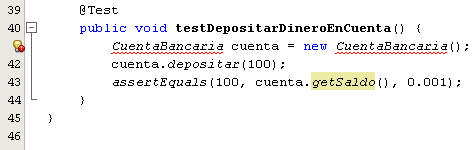 39 @Test
40 public void testDepositarDineroEnCuenta() {
CuentaBancaria cuenta = new CuentaBancaria();
42 cuenta.depositar(100);
43 assertEquals(100, cuenta.getSaldo(), 0.001);
44 }
45 }
46